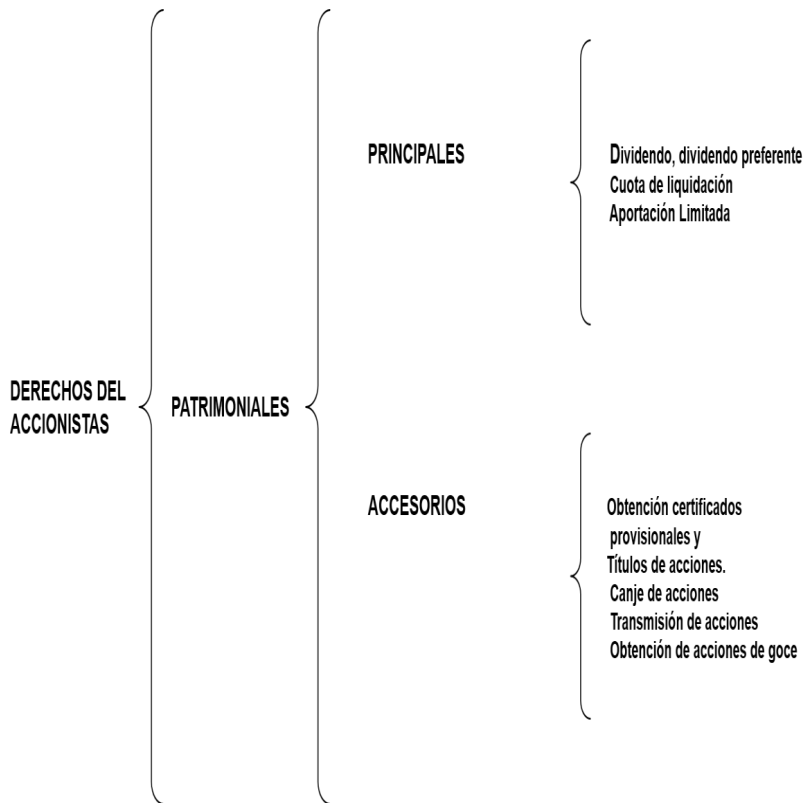 DERECHOS DEL
ACCIONISTAS
PATRIMONIALES
PRINCIPALES
Dividendo, dividendo preferente
Cuota de liquidación
Aportación Limitada
ACCESORIOS
Obtención certificados
provisionales y
Títulos de acciones.
Canje de acciones
Transmisión de acciones
Obtención de acciones de goce